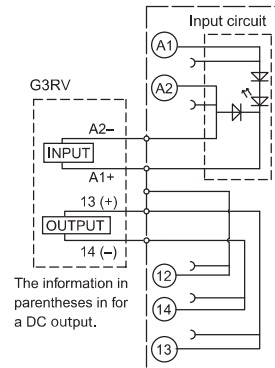 Input circuit
A1
A2
G3RV
A2–
INPUT
A1+
13 (+)
OUTPUT
14 (–)
12
14
13
The information in
parentheses in for
a DC output.